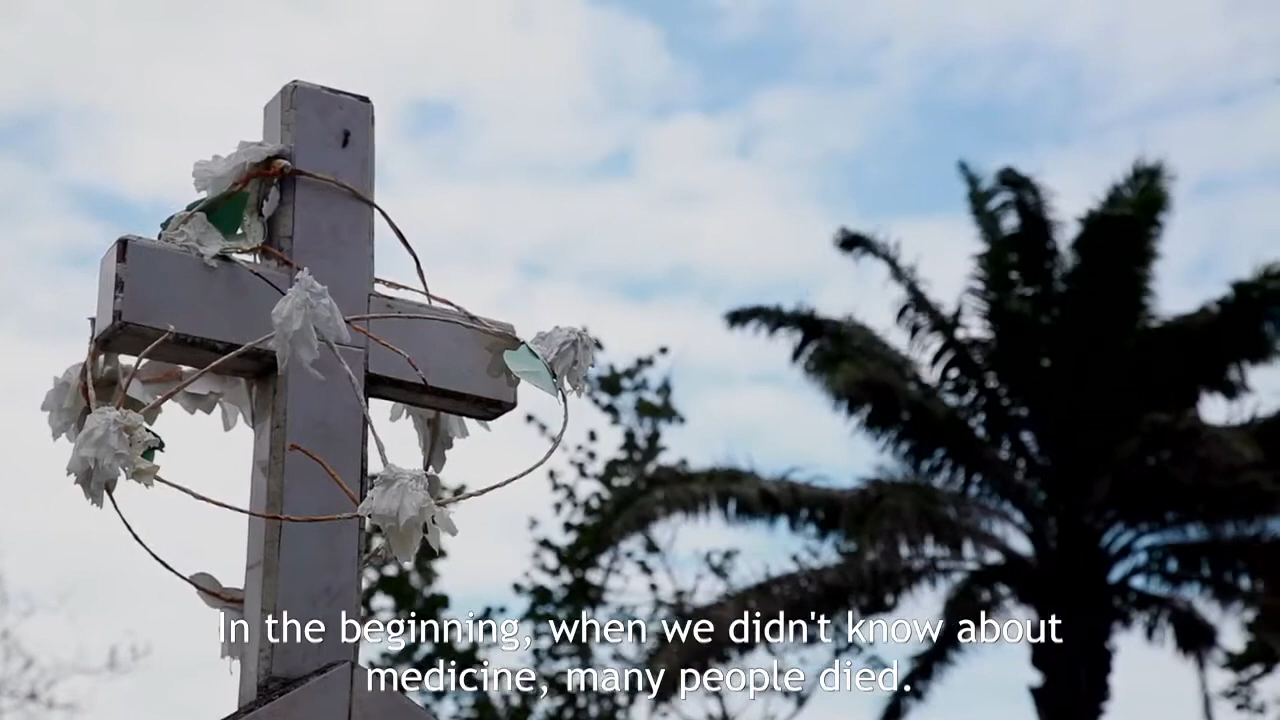 In the beginning, when we didn't know about
medicine, many people died.